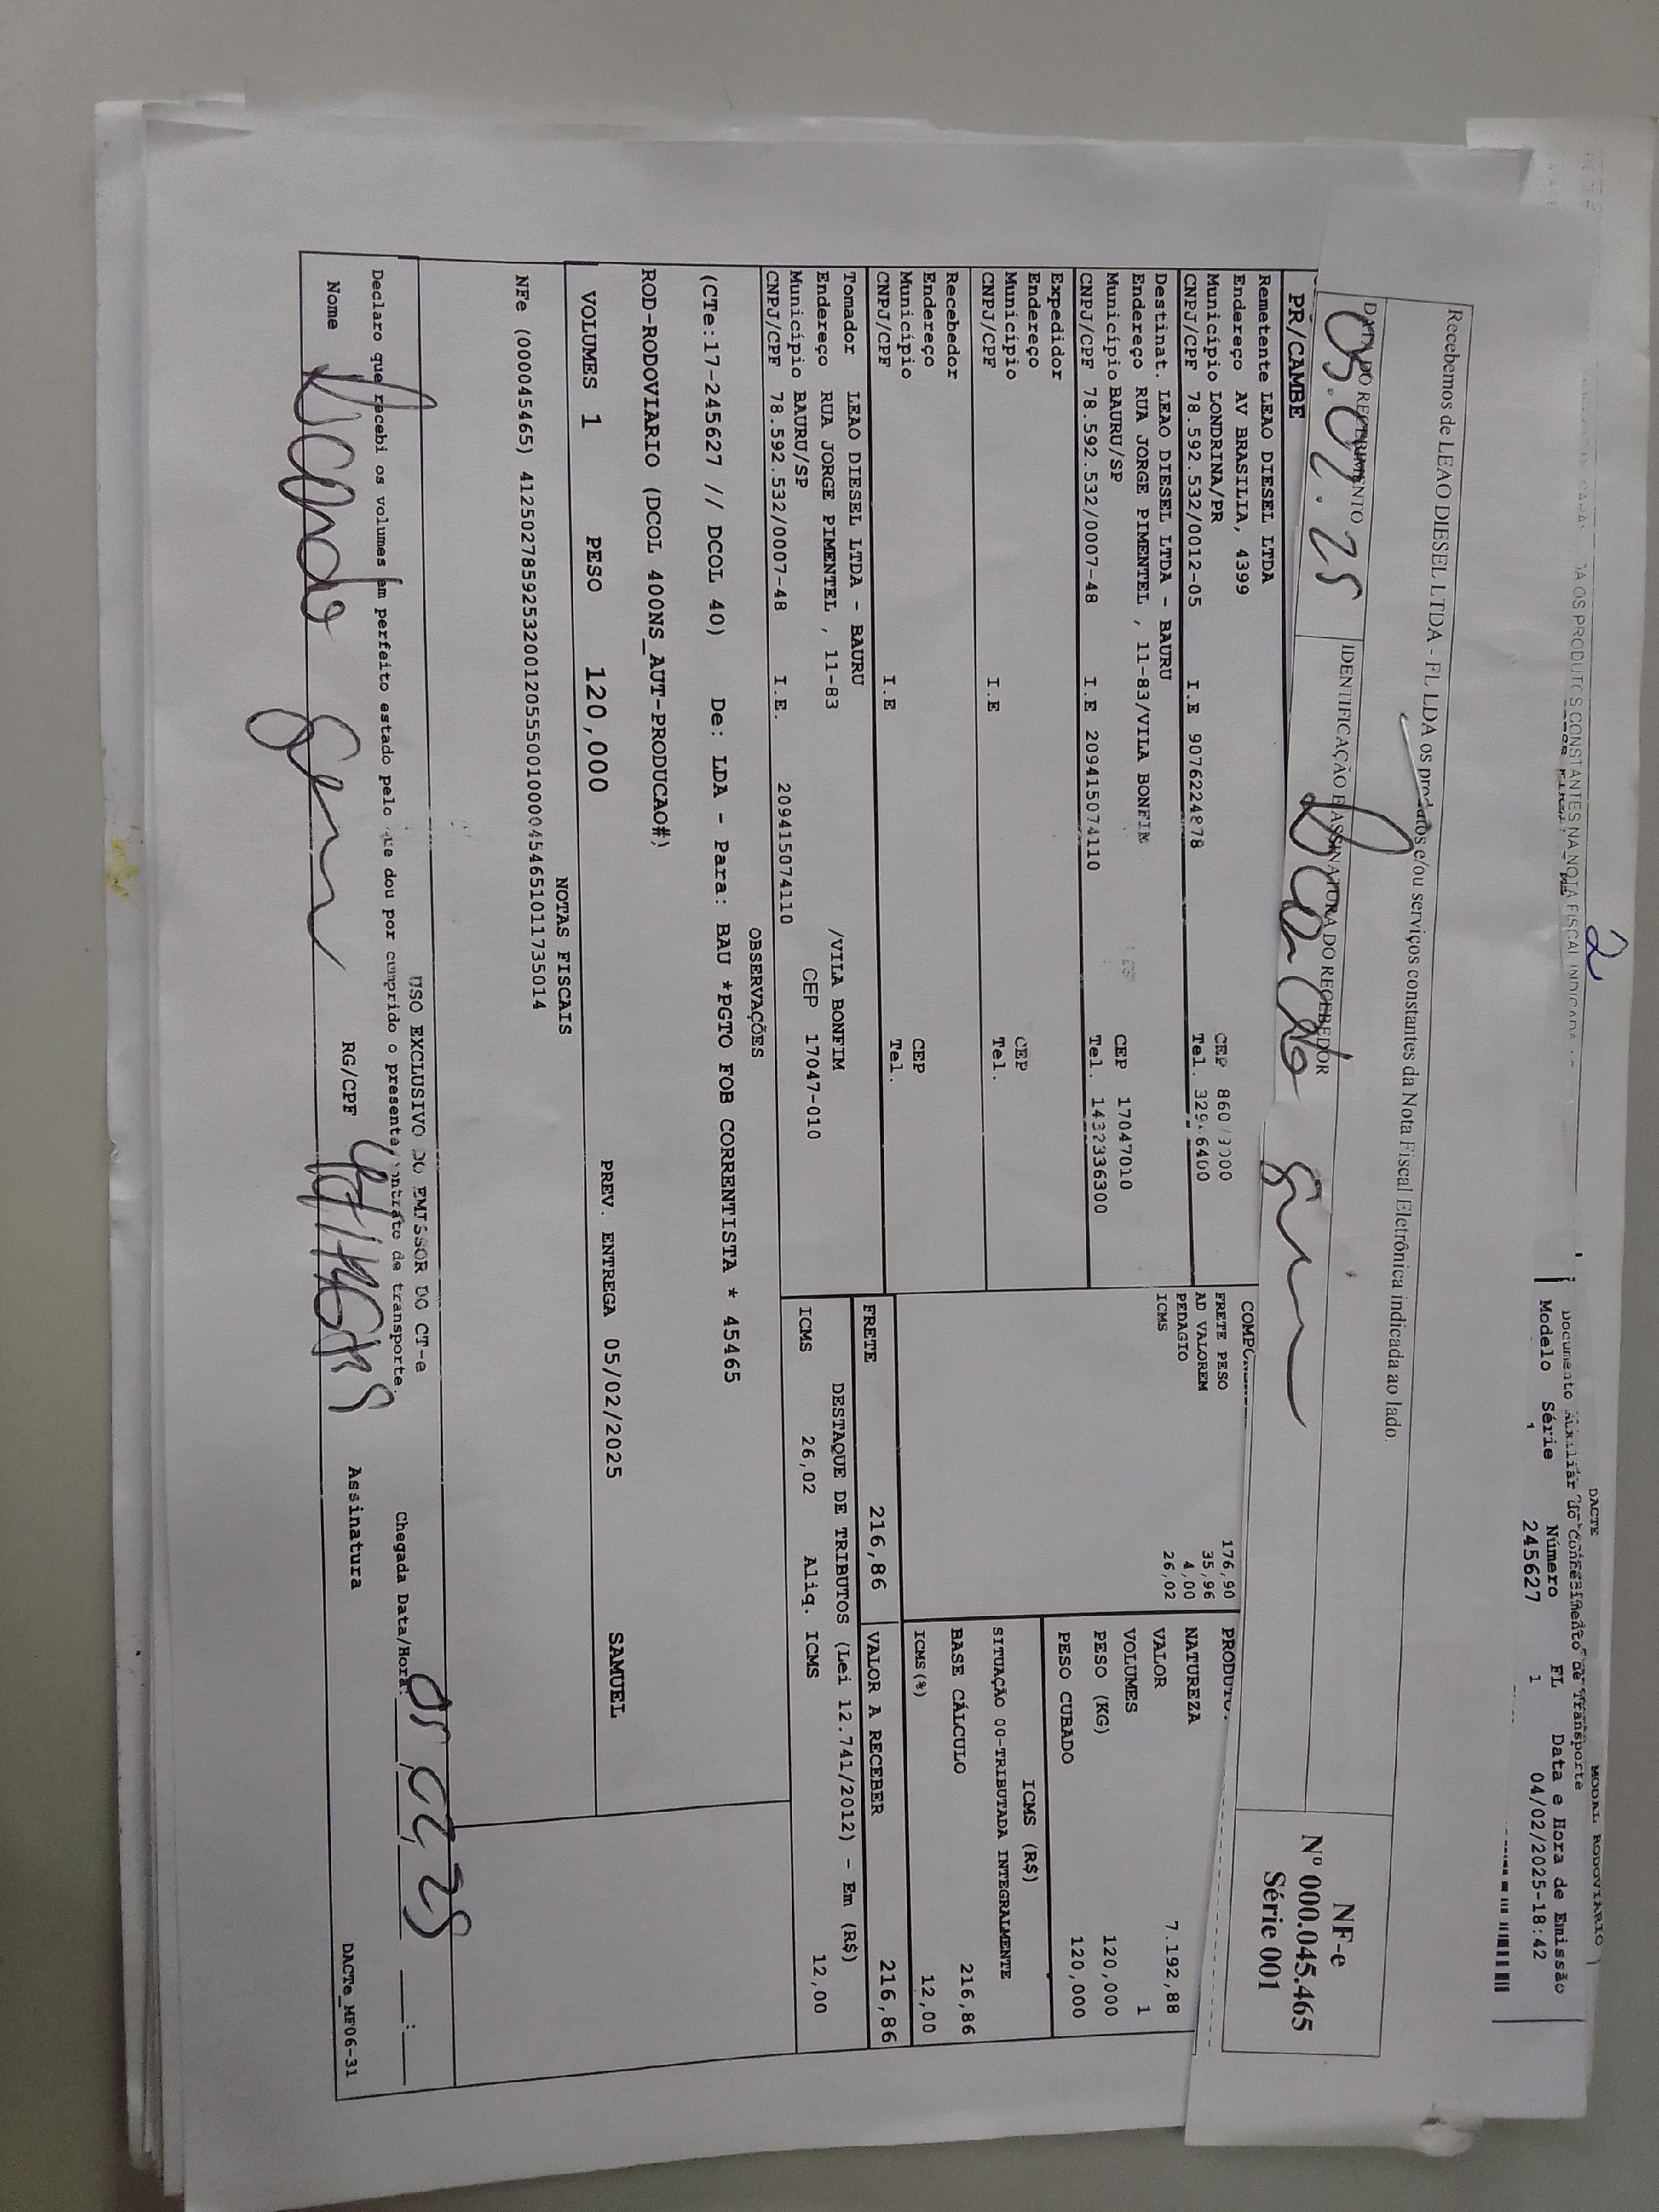 2
JA OS PRODUTOS CONSTANTES NA NOTA FISCAL INDICADA
DACTE
MODAL RODOVIARIO
Documento Auxiliar do Conhecimento de Transporte
Modelo Série Número FL Data e Hora de Emissão
1 245627 1 04/02/2025-18:42
Recebemos de LEAO DIESEL LTDA - FL LDA os produtos e/ou serviços constantes da Nota Fiscal Eletrônica indicada ao lado.
DATA DO RECEBIMENTO
IDENTIFICAÇÃO E ASSINATURA DO RECEBEDOR
05.02.25
NF-e
Nº 000.045.465
Série 001
PR/CAMBE
Remetente LEAO DIESEL LTDA
Endereço AV BRASILIA, 4399
Município LONDRINA/PR CEP
CNPJ/CPF 78.592.532/0012-05 I.E 9076224878 Tel.
Destinat. LEAO DIESEL LTDA - BAURU
Endereço RUA JORGE PIMENTEL , 11-83/VILA BONFIM
Município BAURU/SP CEP 17047010
CNPJ/CPF 78.592.532/0007-48 I.E 209415074110 Tel. 1432336300
Expedidor
Endereço
Município CEP
CNPJ/CPF I.E Tel.
Recebedor
Endereço
Município CEP
CNPJ/CPF I.E Tel.
Tomador LEAO DIESEL LTDA - BAURU
Endereço RUA JORGE PIMENTEL , 11-83 /VILA BONFIM
Município BAURU/SP CEP 17047-010
CNPJ/CPF 78.592.532/0007-48 I.E. 209415074110
FRETE PESO 176,90
AD VALOREM 35,96
PEDAGIO 4,00
ICMS 26,02
FRETE 216,86
NATUREZA
VALOR 7.192,88
VOLUMES 1
PESO (KG) 120,000
PESO CUBADO 120,000
ICMS (R$)
SITUAÇÃO 00-TRIBUTADA INTEGRALMENTE
BASE CÁLCULO 216,86
ICMS(%) 12,00
VALOR A RECEBER 216,86
DESTAQUE DE TRIBUTOS (Lei 12.741/2012) - Em (R$)
ICMS 26,02 Aliq. ICMS 12,00
OBSERVAÇÕES
(CTe:17-245627 // DCOL 40) De: LDA - Para: BAU *PGTO FOB CORRENTISTA * 45465
ROD-RODOVIARIO (DCOL 400NS_AUT-PRODUCAO#)
VOLUMES 1 PESO 120,000 PREV. ENTREGA 05/02/2025 SAMUEL
NOTAS FISCAIS
NFe (000045465) 41250278592532001205550010000454651011735014
USO EXCLUSIVO DO EMISSOR DO CT-e
Declaro que recebi os volumes em perfeito estado pelo que dou por cumprido o presente contrato de transporte.
Chegada Data/Hora: 05 02 25
Nome RG/CPF Assinatura
DACTe_MF06-31